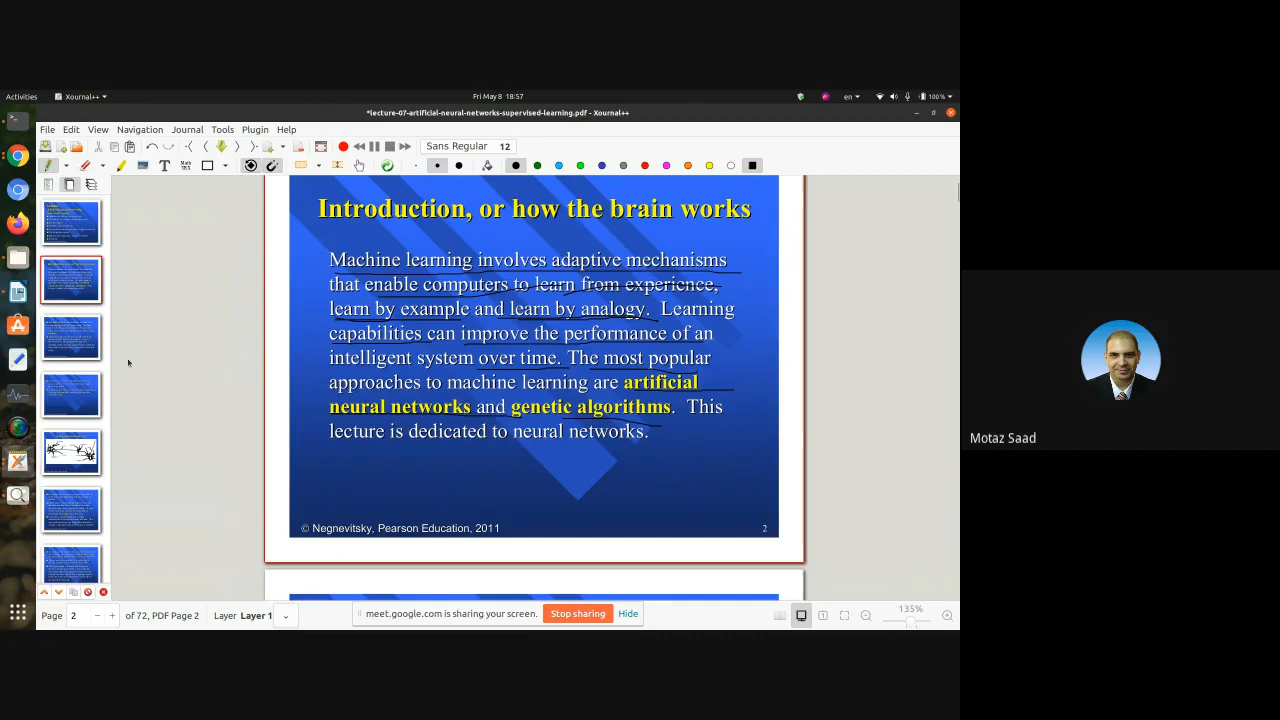 Activities
Xournal++
Fri May 8 18:57
en
100%
*lecture-07-artificial-neural-networks-supervised-learning.pdf - Xournal++
File Edit View Navigation Journal Tools Plugin Help
Sans Regular 12
Introduction, or how the brain works
Machine learning involves adaptive mechanisms
that enable computers to learn from experience,
learn by example and learn by analogy. Learning
capabilities can improve the performance of an
intelligent system over time. The most popular
approaches to machine learning are artificial
neural networks and genetic algorithms. This
lecture is dedicated to neural networks.
© Negnevitsky, Pearson Education, 2011
2
Motaz Saad
Page 2 of 72, PDF Page 2 Layer Layer 1
meet.google.com is sharing your screen. Stop sharing Hide
135%